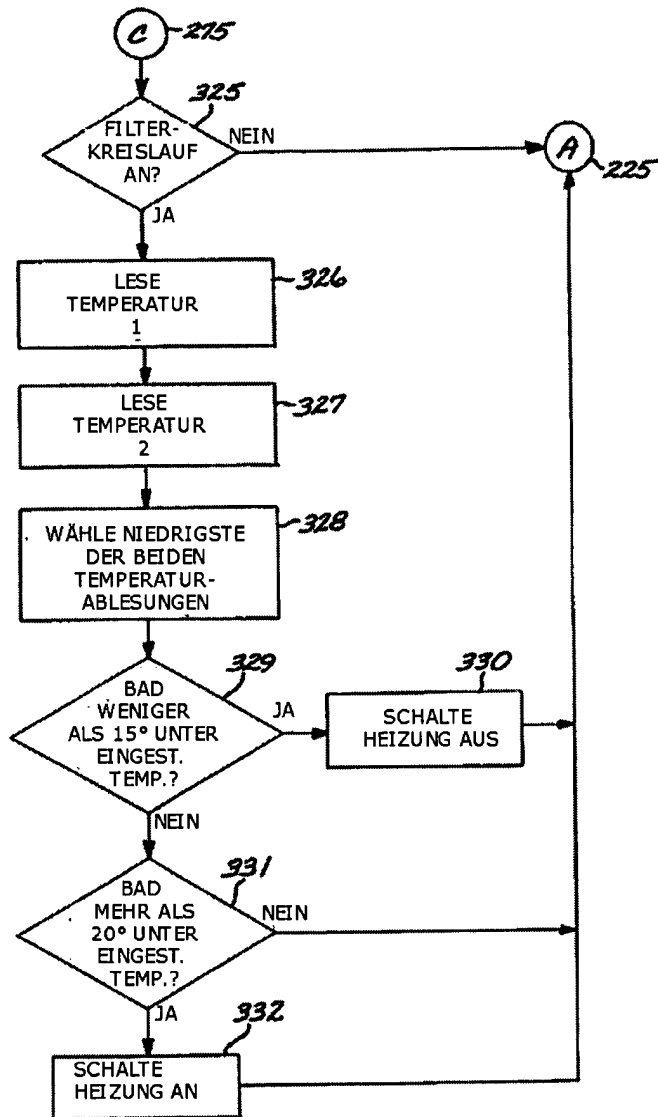 C
275
325
FILTER-
KREISLAUF
AN?
NEIN
A
225
JA
326
LESE
TEMPERATUR
1
327
LESE
TEMPERATUR
2
328
WÄHLE NIEDRIGSTE
DER BEIDEN
TEMPERATUR-
ABLESUNGEN
329
BAD
WENIGER
ALS 15° UNTER
EINGEST.
TEMP.?
JA
330
SCHALTE
HEIZUNG AUS
NEIN
331
BAD
MEHR ALS
20° UNTER
EINGEST.
TEMP.?
NEIN
JA
332
SCHALTE
HEIZUNG AN